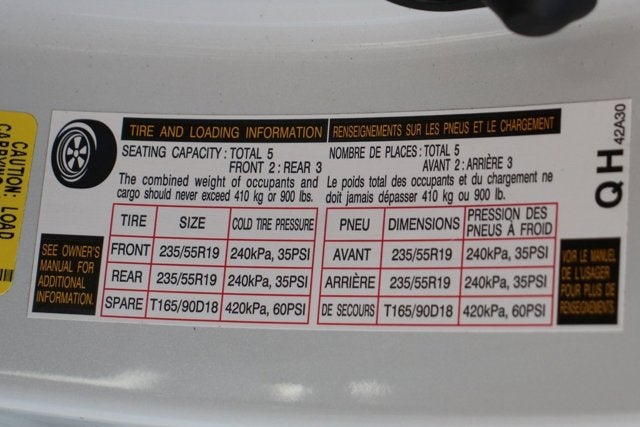 TIRE AND LOADING INFORMATION
SEATING CAPACITY: TOTAL 5
FRONT 2: REAR 3
The combined weight of occupants and
cargo should never exceed 410 kg or 900 lbs.
TIRE SIZE COLD TIRE PRESSURE
FRONT 235/55R19 240kPa, 35PSI
REAR 235/55R19 240kPa, 35PSI
SPARE T165/90D18 420kPa, 60PSI
SEE OWNER'S
MANUAL FOR
ADDITIONAL
INFORMATION.
RENSEIGNEMENTS SUR LES PNEUS ET LE CHARGEMENT
NOMBRE DE PLACES: TOTAL 5
AVANT 2: ARRIÈRE 3
Le poids total des occupants et du chargement ne
doit jamais dépasser 410 kg ou 900 lb.
PNEU DIMENSIONS PRESSION DES
PNEUS À FROID
AVANT 235/55R19 240kPa, 35PSI
ARRIÈRE 235/55R19 240kPa, 35PSI
DE SECOURS T165/90D18 420kPa, 60PSI
VOIR LE MANUEL
DE L'USAGER
POUR PLUS DE
RENSEIGNEMENTS
QH 42A30
CAUTION: LOAD